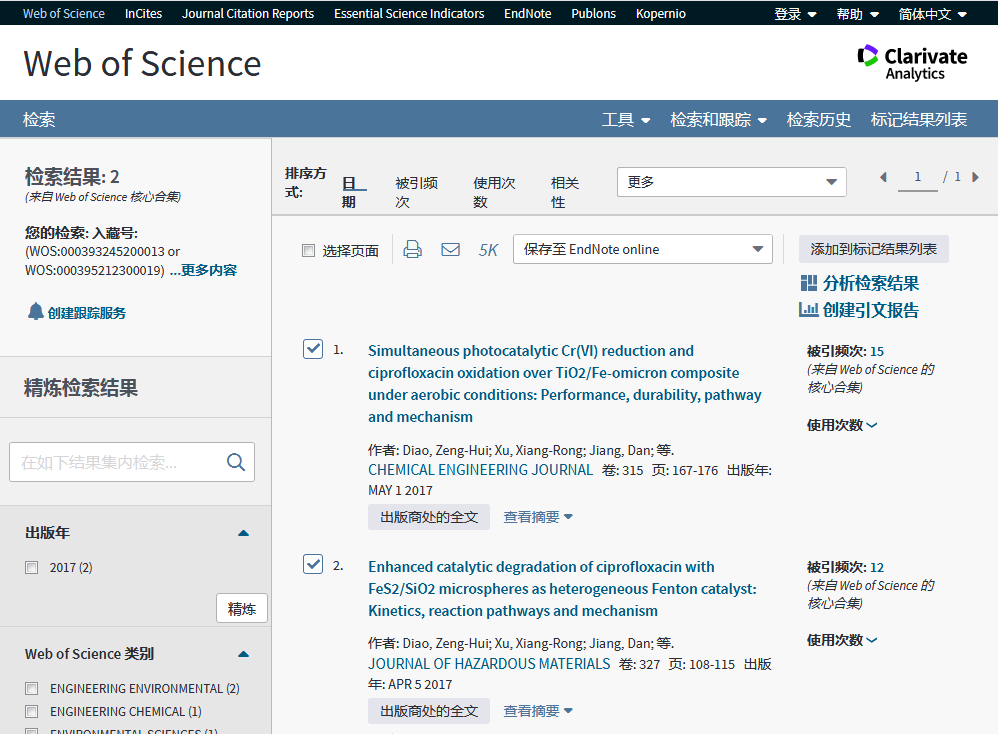 Web of Science InCites Journal Citation Reports Essential Science Indicators EndNote Publons Kopernio 登录 帮助 简体中文
Web of Science
Clarivate
Analytics
检索 工具 检索和跟踪 检索历史 标记结果列表
检索结果: 2
(来自 Web of Science 核心合集)
您的检索: 入藏号:
(WOS:000393245200013 or
WOS:000395212300019) ...更多内容
创建跟踪服务
精炼检索结果
在如下结果集内检索...
出版年
2017 (2)
精炼
Web of Science 类别
ENGINEERING ENVIRONMENTAL (2)
ENGINEERING CHEMICAL (1)
ENVIRONMENTAL SCIENCES (1)
排序方式: 日期 被引频次 使用次数 相关性 更多 1 / 1
选择页面 5K 保存至 EndNote online 添加到标记结果列表
分析检索结果
创建引文报告
1. Simultaneous photocatalytic Cr(VI) reduction and
ciprofloxacin oxidation over TiO2/Fe-omicron composite
under aerobic conditions: Performance, durability, pathway
and mechanism
作者: Diao, Zeng-Hui; Xu, Xiang-Rong; Jiang, Dan; 等.
CHEMICAL ENGINEERING JOURNAL 卷: 315 页: 167-176 出版年:
MAY 1 2017
出版商处的全文 查看摘要
被引频次: 15
(来自 Web of Science 的
核心合集)
使用次数
2. Enhanced catalytic degradation of ciprofloxacin with
FeS2/SiO2 microspheres as heterogeneous Fenton catalyst:
Kinetics, reaction pathways and mechanism
作者: Diao, Zeng-Hui; Xu, Xiang-Rong; Jiang, Dan; 等.
JOURNAL OF HAZARDOUS MATERIALS 卷: 327 页: 108-115 出版
年: APR 5 2017
出版商处的全文 查看摘要
被引频次: 12
(来自 Web of Science 的
核心合集)
使用次数